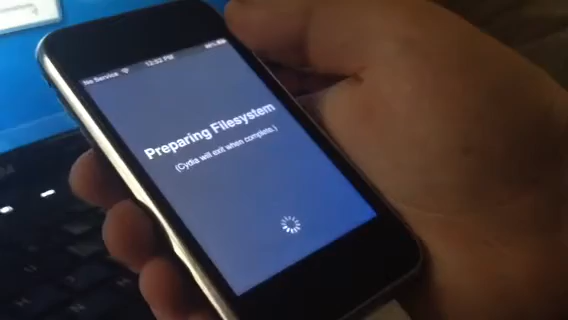 No Service 12:52 PM
Preparing Filesystem
(Cydia will exit when complete.)